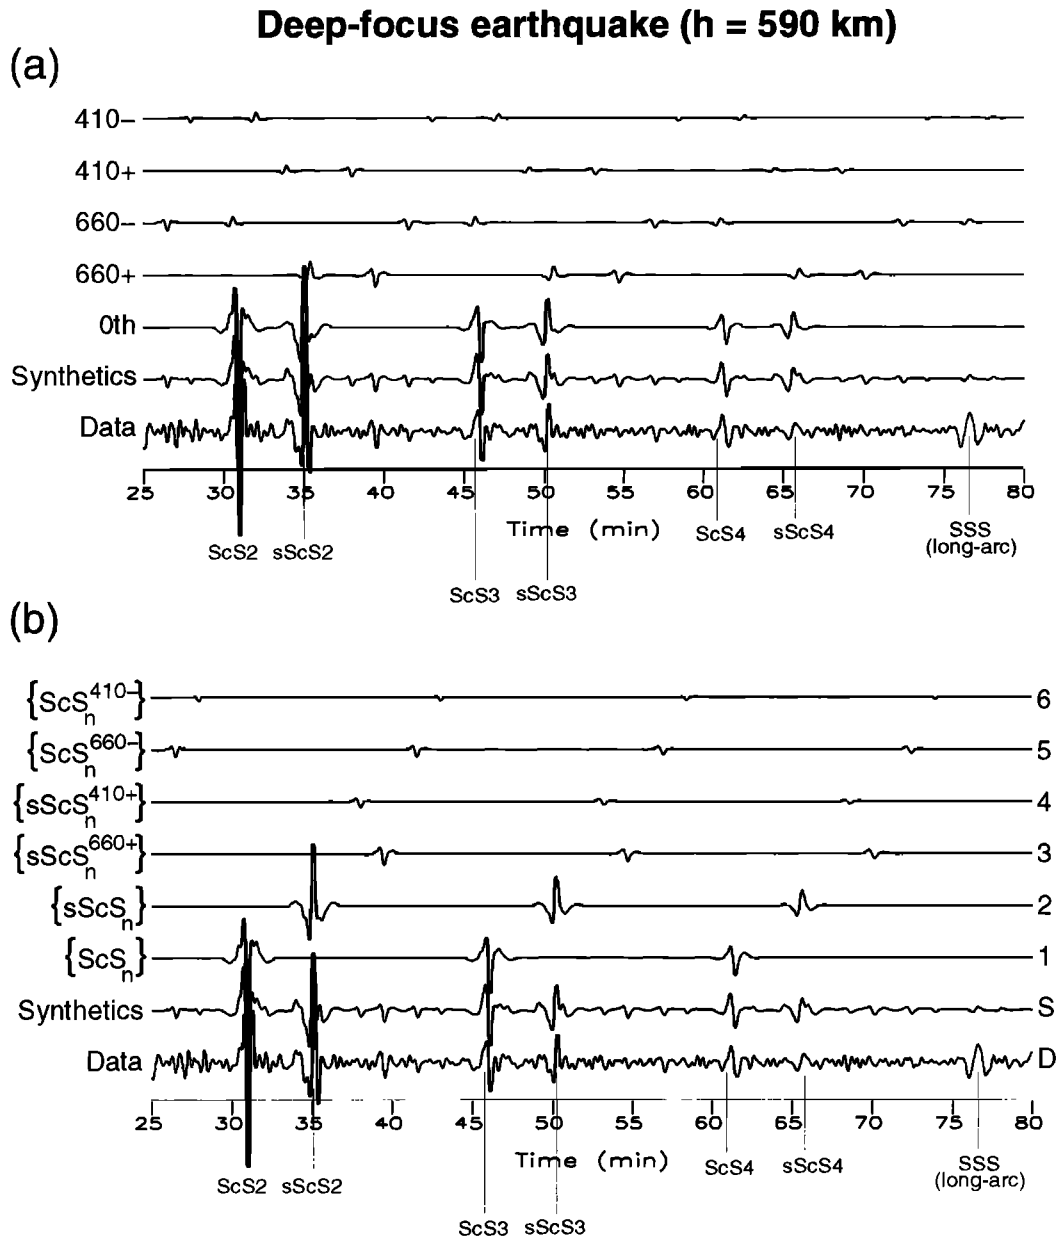 Deep-focus earthquake (h = 590 km)
(a)
410–
410+
660–
660+
0th
Synthetics
Data
25 30 35 40 45 50 55 60 65 70 75 80
Time (min)
ScS2 sScS2 ScS3 sScS3 ScS4 sScS4 SSS
(long-arc)
(b)
{ScS_n^410–} 6
{ScS_n^660–} 5
{sScS_n^410+} 4
{sScS_n^660+} 3
{sScS_n} 2
{ScS_n} 1
Synthetics S
Data D
25 30 35 40 45 50 55 60 65 70 75 80
Time (min)
ScS2 sScS2 ScS3 sScS3 ScS4 sScS4 SSS
(long-arc)